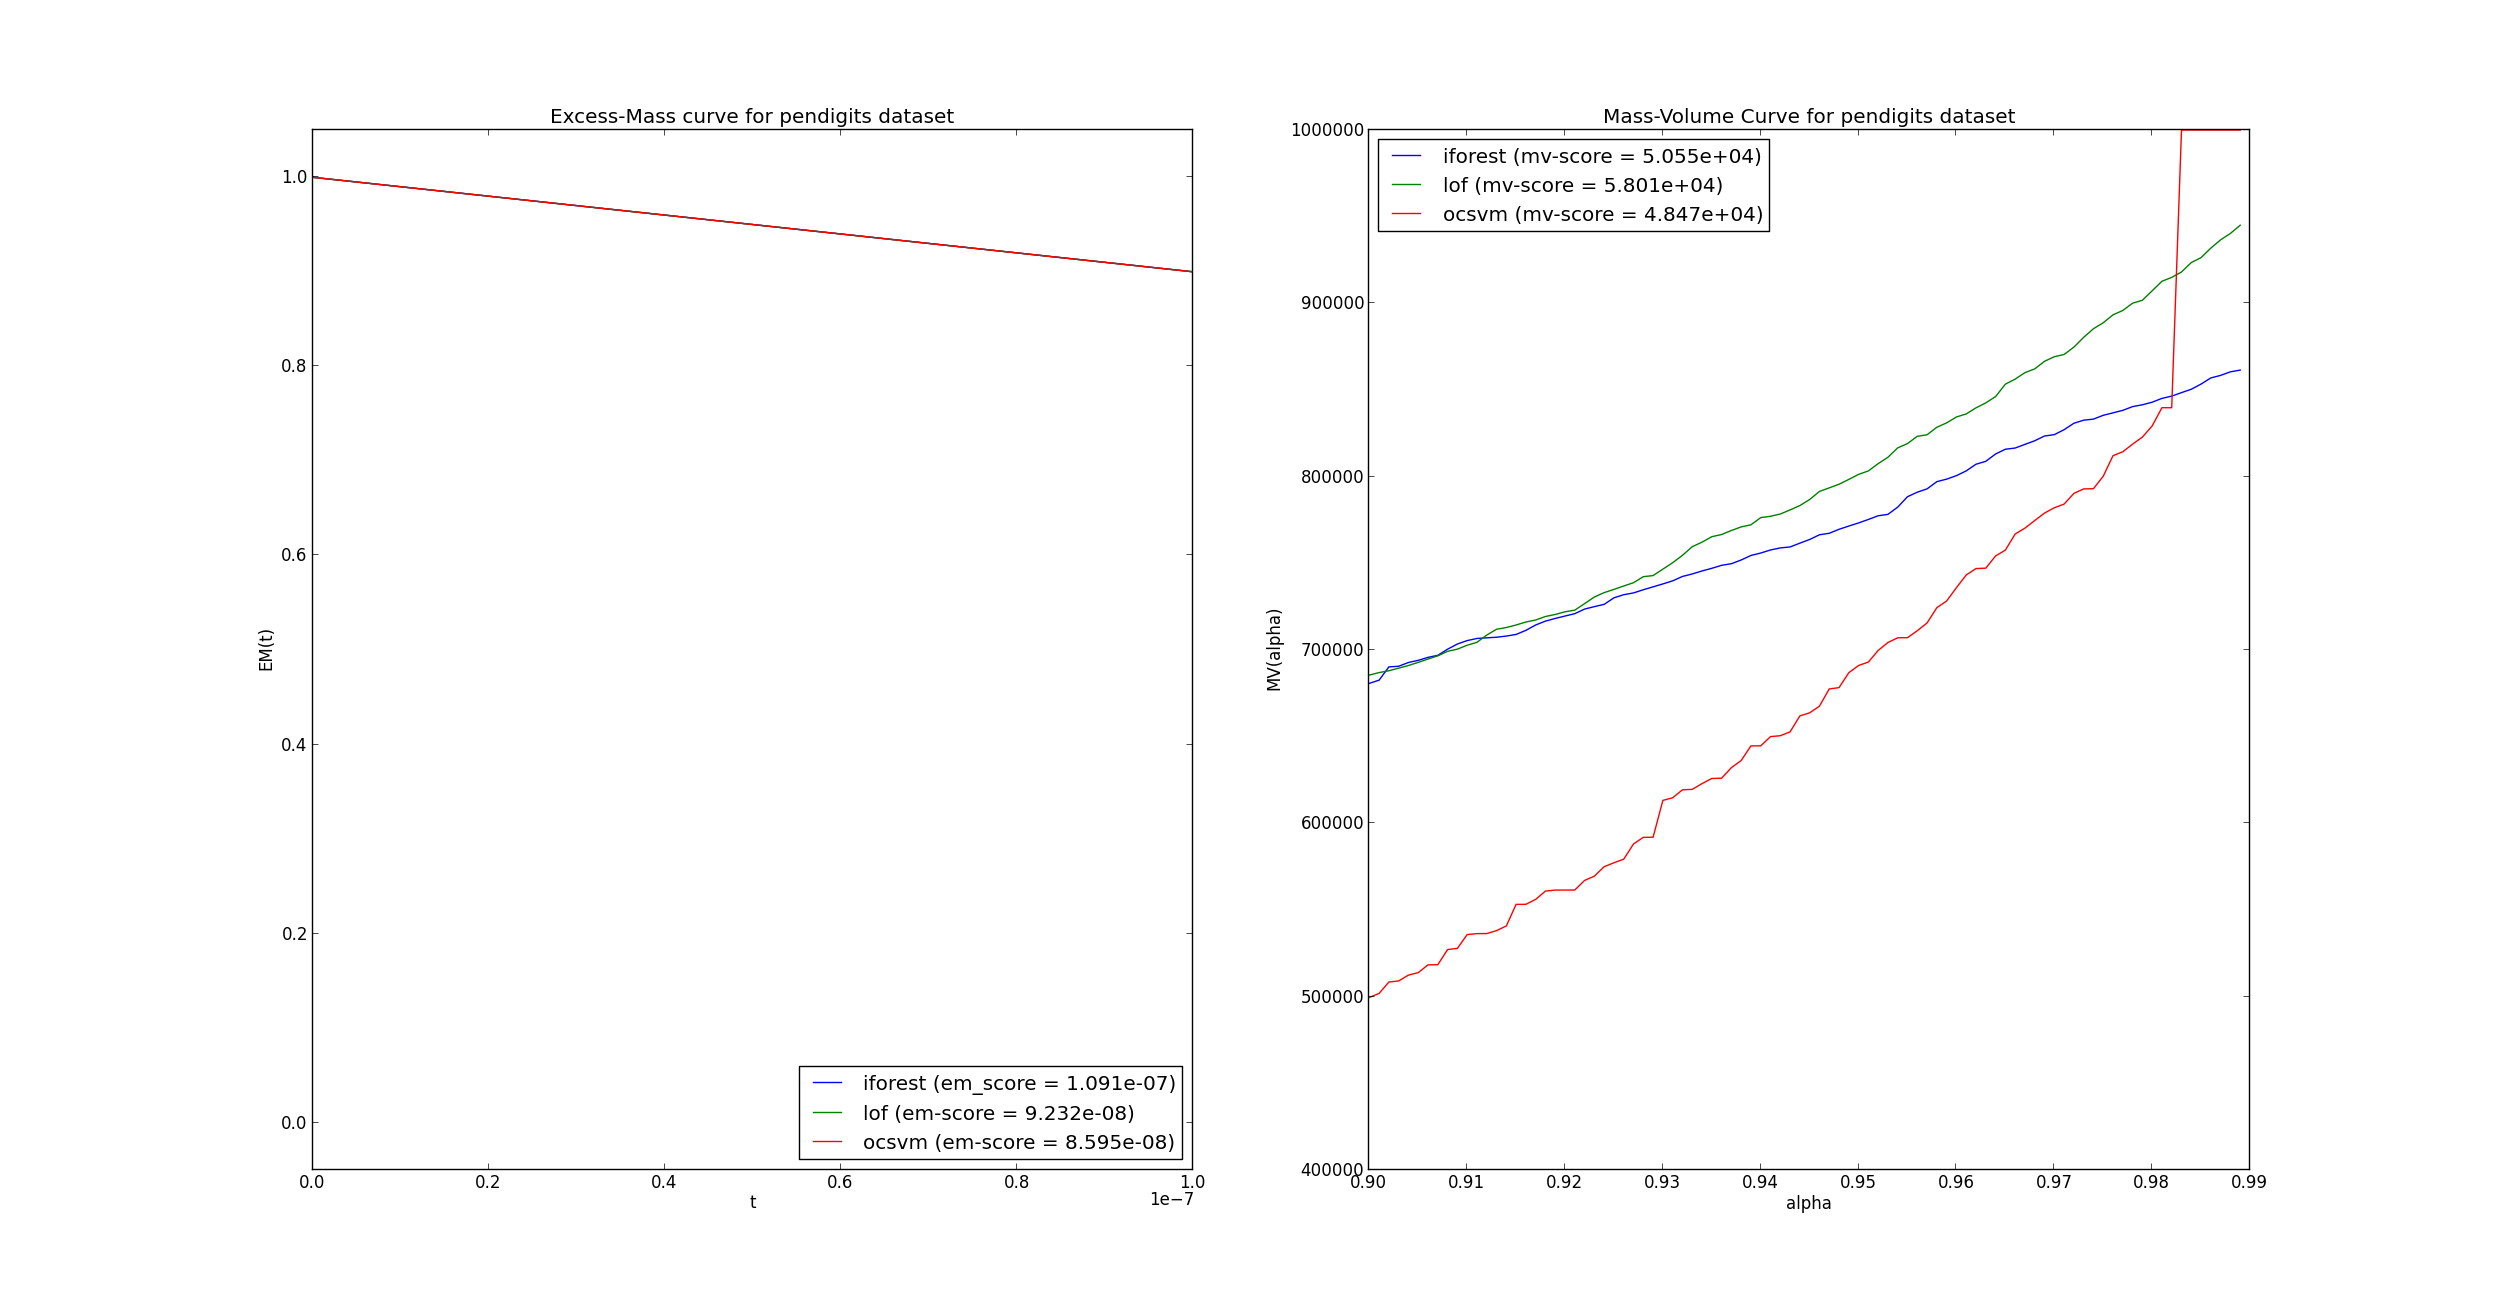 Excess-Mass curve for pendigits dataset
1.0
0.8
0.6
0.4
0.2
0.0
EM(t)
iforest (em_score = 1.091e-07)
lof (em-score = 9.232e-08)
ocsvm (em-score = 8.595e-08)
0.0 0.2 0.4 0.6 0.8 1.0
1e−7
t
Mass-Volume Curve for pendigits dataset
iforest (mv-score = 5.055e+04)
lof (mv-score = 5.801e+04)
ocsvm (mv-score = 4.847e+04)
1000000
900000
800000
700000
600000
500000
400000
MV(alpha)
0.90 0.91 0.92 0.93 0.94 0.95 0.96 0.97 0.98 0.99
alpha